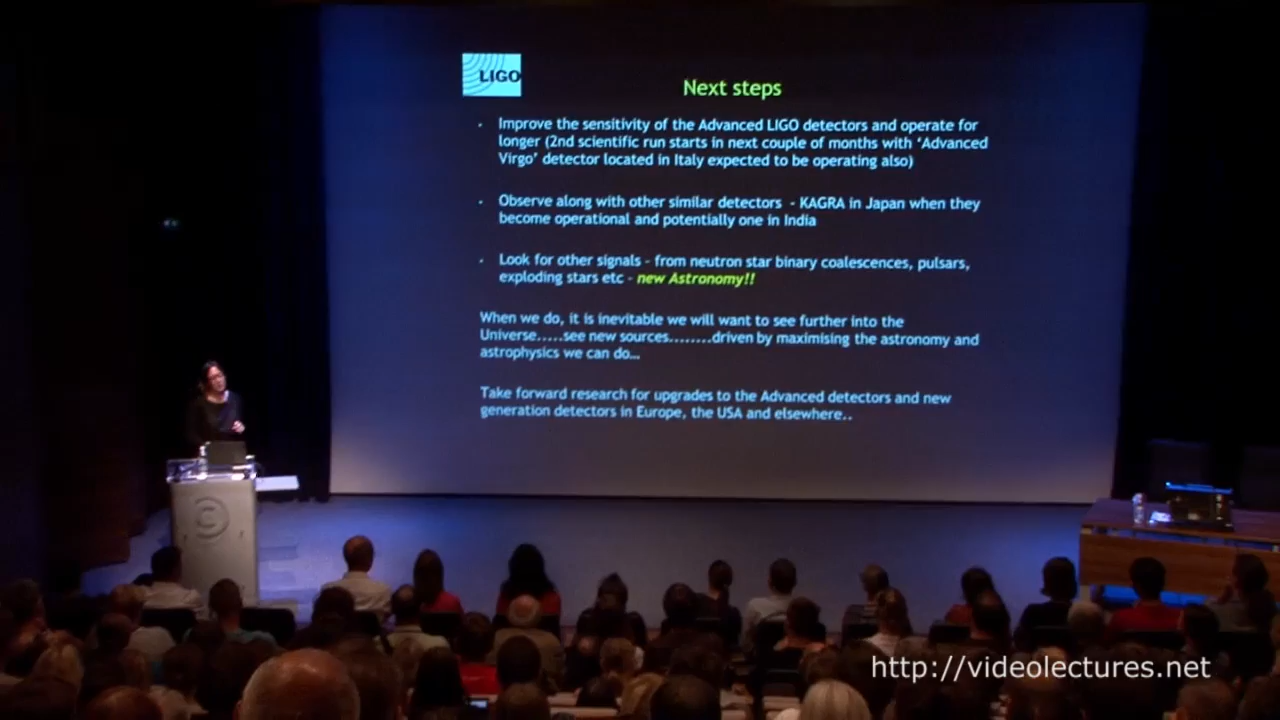 LIGO
Next steps
· Improve the sensitivity of the Advanced LIGO detectors and operate for
longer (2nd scientific run starts in next couple of months with ‘Advanced
Virgo’ detector located in Italy expected to be operating also)
· Observe along with other similar detectors - KAGRA in Japan when they
become operational and potentially one in India
· Look for other signals - from neutron star binary coalescences, pulsars,
exploding stars etc - new Astronomy!!
When we do, it is inevitable we will want to see further into the
Universe.....see new sources........driven by maximising the astronomy and
astrophysics we can do...
Take forward research for upgrades to the Advanced detectors and new
generation detectors in Europe, the USA and elsewhere..
http://videolectures.net